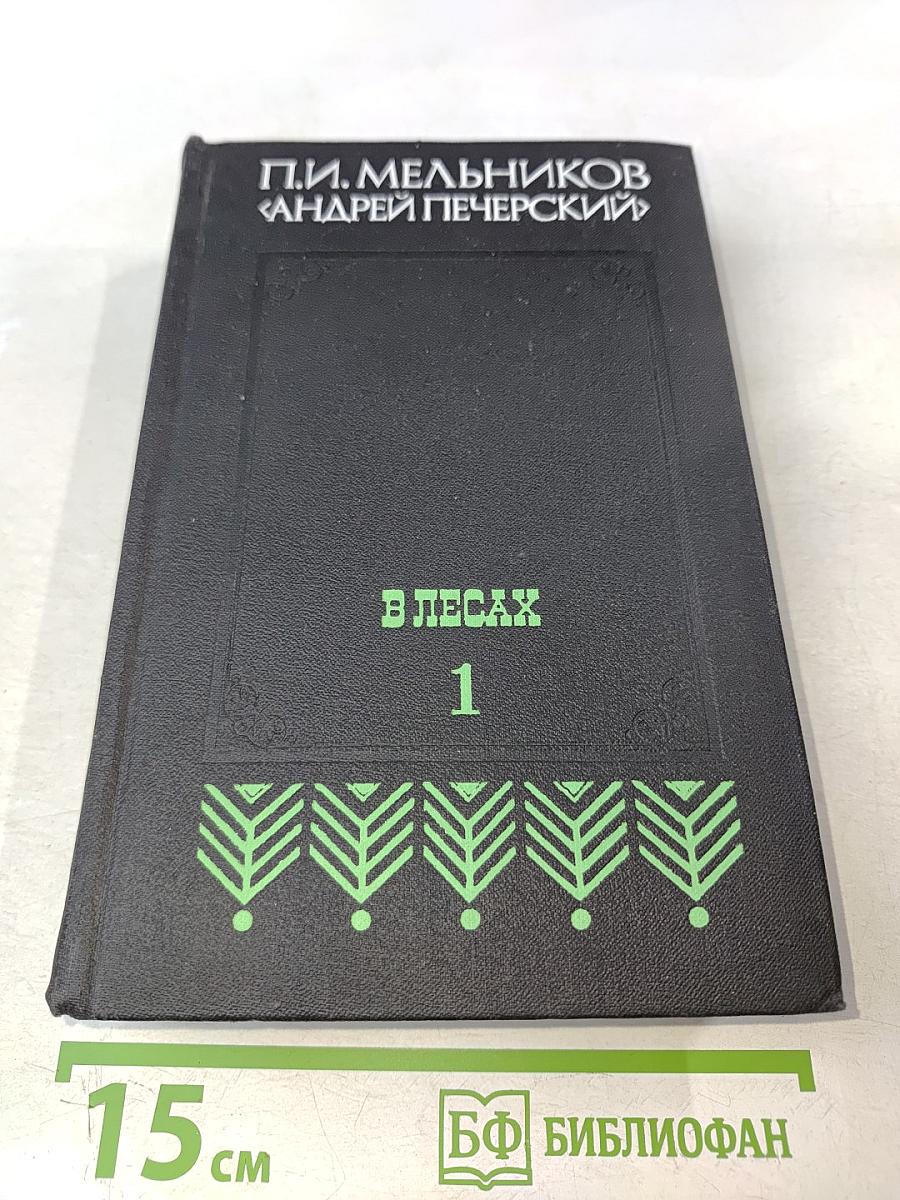 П.И. МЕЛЬНИКОВ
‹АНДРЕЙ ПЕЧЕРСКИЙ›
В ЛЕСАХ
1
15 см
БФ БИБЛИОФАН